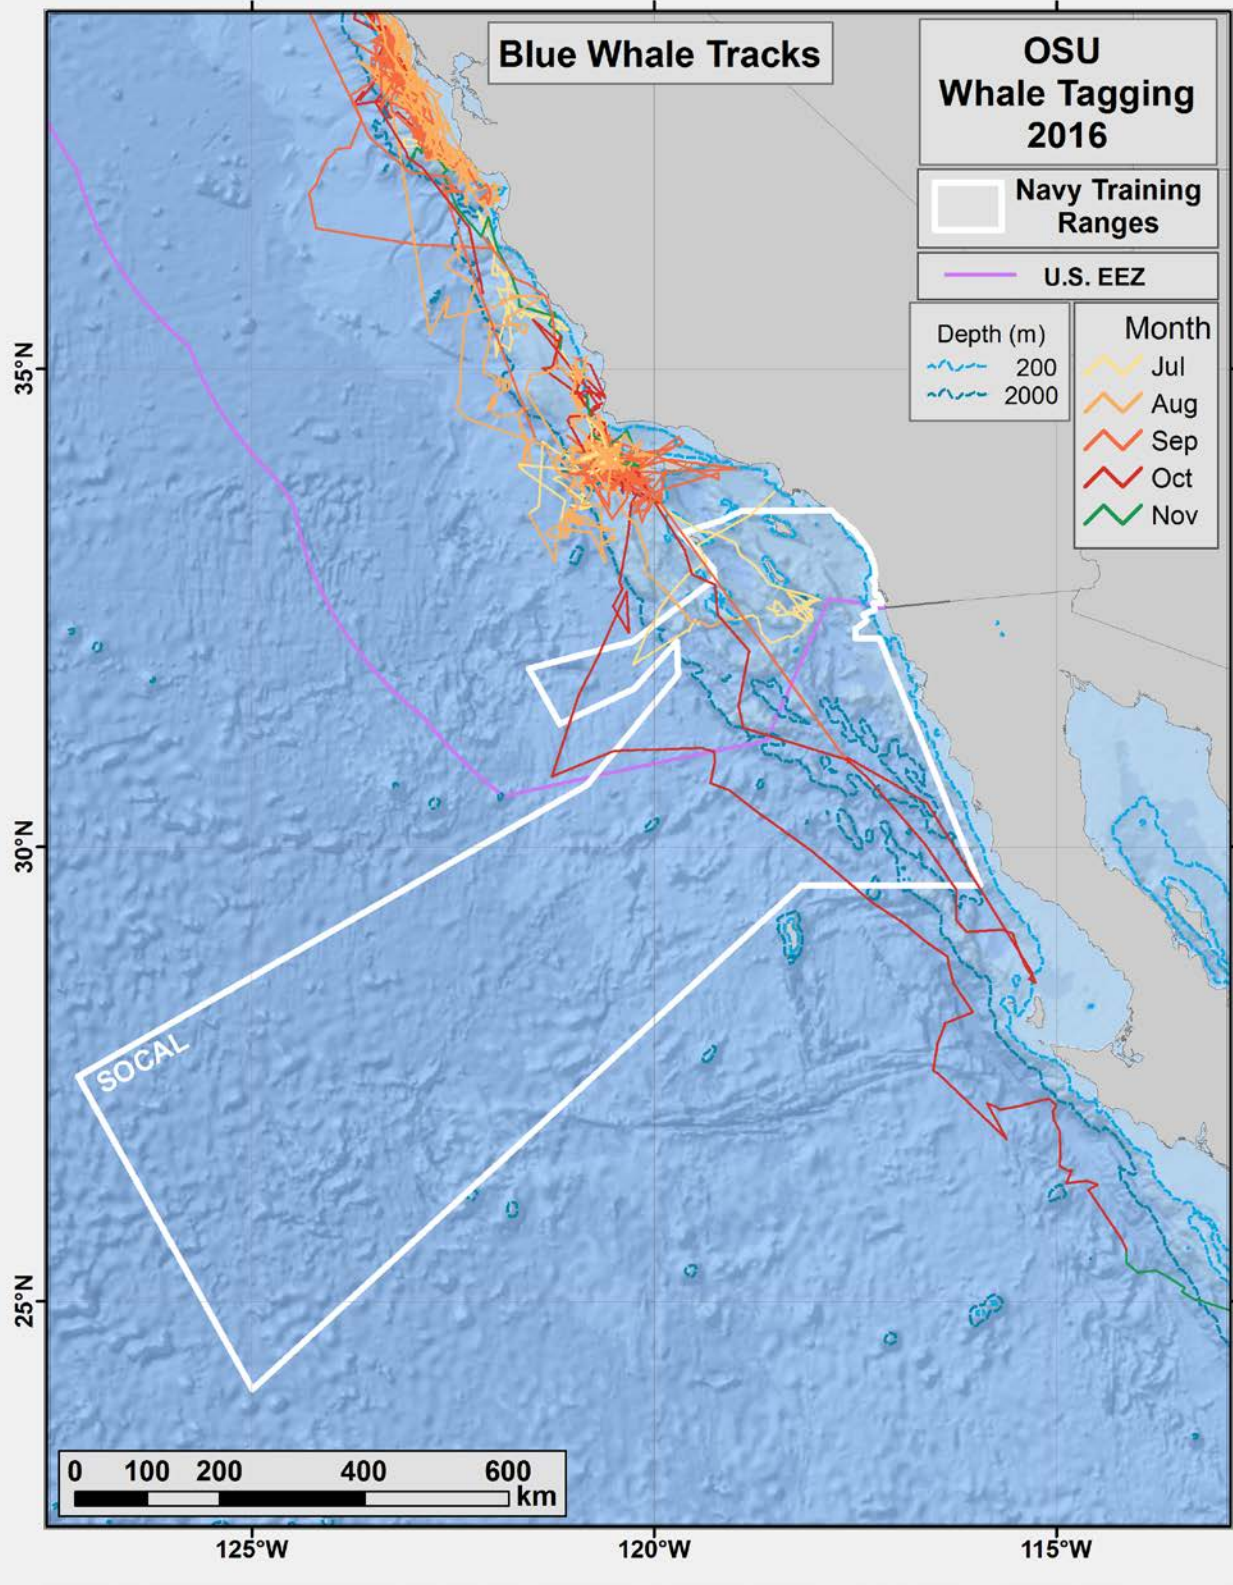 Blue Whale Tracks
OSU
Whale Tagging
2016
Navy Training
Ranges
U.S. EEZ
Depth (m)
200
2000
Month
Jul
Aug
Sep
Oct
Nov
35°N
30°N
25°N
SOCAL
0 100 200 400 600
km
125°W 120°W 115°W